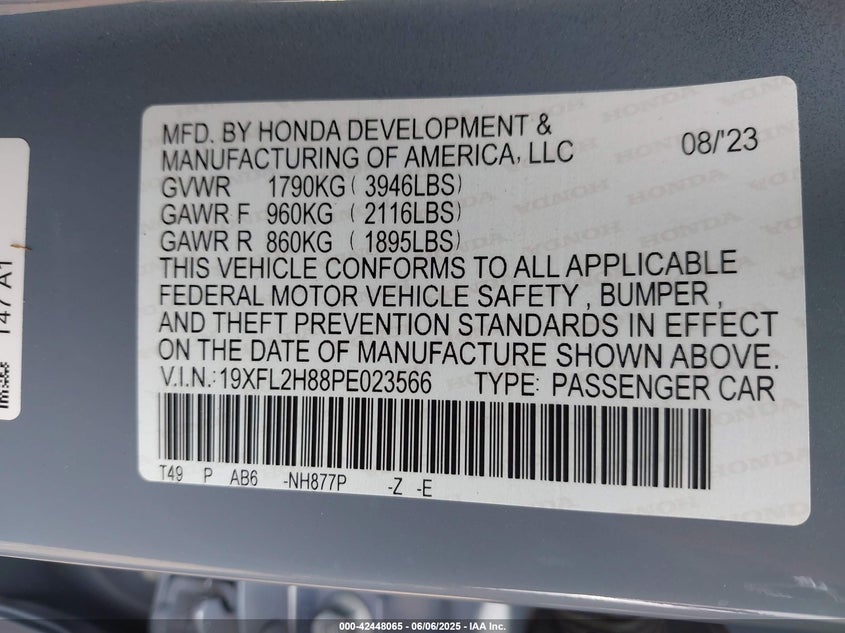 MFD. BY HONDA DEVELOPMENT &
MANUFACTURING OF AMERICA, LLC 08/'23
GVWR 1790KG ( 3946LBS)
GAWR F 960KG ( 2116LBS)
GAWR R 860KG ( 1895LBS)
THIS VEHICLE CONFORMS TO ALL APPLICABLE
FEDERAL MOTOR VEHICLE SAFETY , BUMPER ,
AND THEFT PREVENTION STANDARDS IN EFFECT
ON THE DATE OF MANUFACTURE SHOWN ABOVE.
V.I.N.:19XFL2H88PE023566 TYPE: PASSENGER CAR
T49 P AB6 -NH877P -Z -E
T47 A1
HONDA
000-42448065 - 06/06/2025 - IAA Inc.